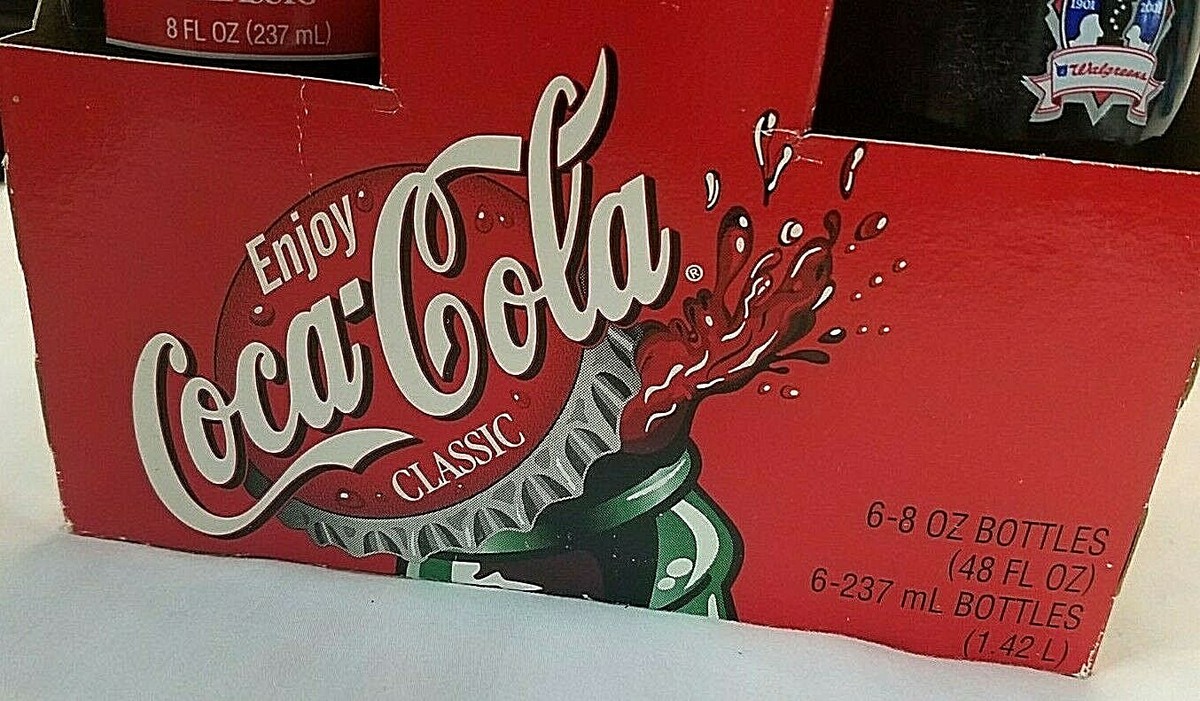 8 FL OZ (237 mL)
1901 2001
Walgreens
Enjoy
Coca-Cola
®
CLASSIC
6-8 OZ BOTTLES
(48 FL OZ)
6-237 mL BOTTLES
(1.42 L)